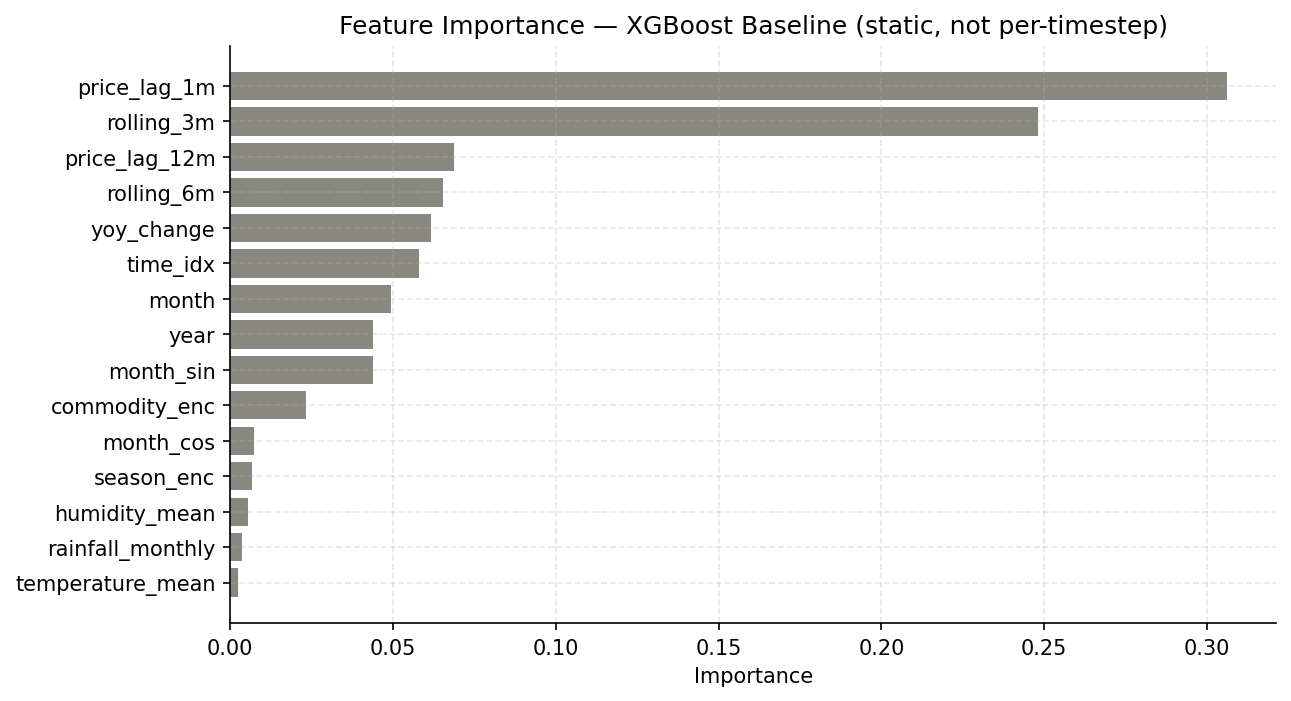 Feature Importance — XGBoost Baseline (static, not per-timestep)
price_lag_1m
rolling_3m
price_lag_12m
rolling_6m
yoy_change
time_idx
month
year
month_sin
commodity_enc
month_cos
season_enc
humidity_mean
rainfall_monthly
temperature_mean
0.00 0.05 0.10 0.15 0.20 0.25 0.30
Importance